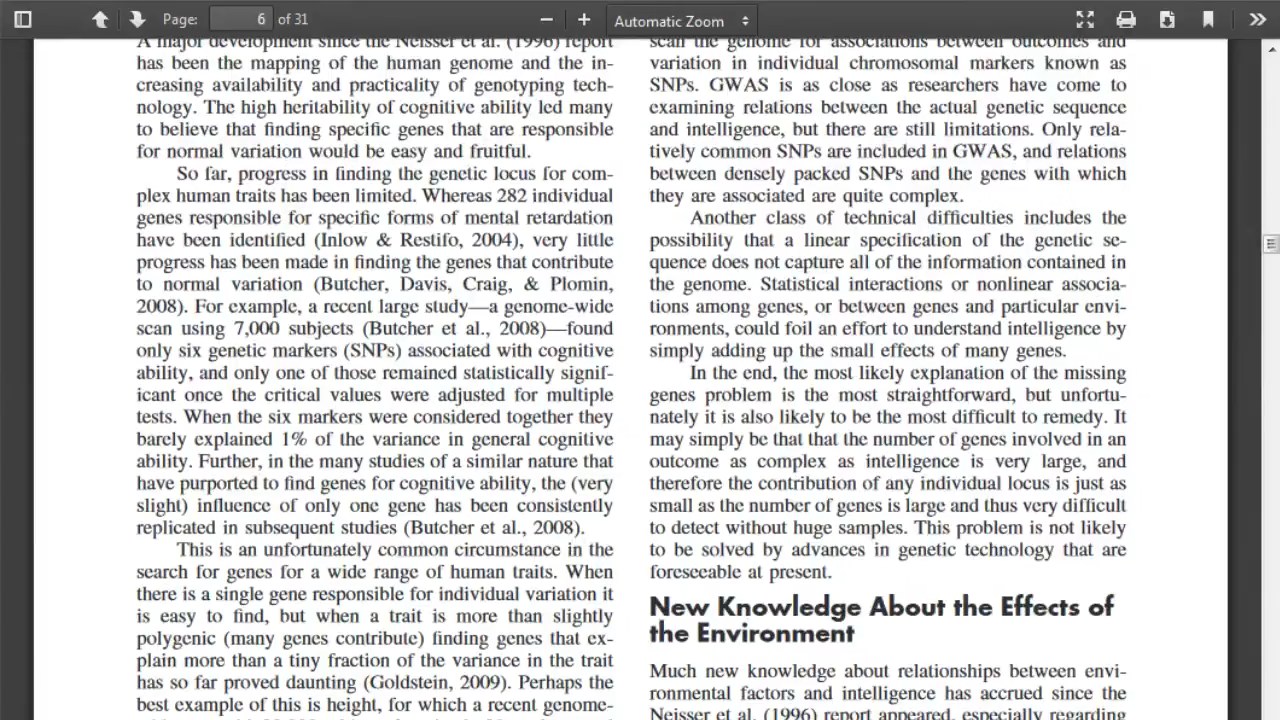 Page:
6
of 31
Automatic Zoom
A major development since the Neisser et al. (1996) report
has been the mapping of the human genome and the in-
creasing availability and practicality of genotyping tech-
nology. The high heritability of cognitive ability led many
to believe that finding specific genes that are responsible
for normal variation would be easy and fruitful.
So far, progress in finding the genetic locus for com-
plex human traits has been limited. Whereas 282 individual
genes responsible for specific forms of mental retardation
have been identified (Inlow & Restifo, 2004), very little
progress has been made in finding the genes that contribute
to normal variation (Butcher, Davis, Craig, & Plomin,
2008). For example, a recent large study—a genome-wide
scan using 7,000 subjects (Butcher et al., 2008)—found
only six genetic markers (SNPs) associated with cognitive
ability, and only one of those remained statistically signif-
icant once the critical values were adjusted for multiple
tests. When the six markers were considered together they
barely explained 1% of the variance in general cognitive
ability. Further, in the many studies of a similar nature that
have purported to find genes for cognitive ability, the (very
slight) influence of only one gene has been consistently
replicated in subsequent studies (Butcher et al., 2008).
This is an unfortunately common circumstance in the
search for genes for a wide range of human traits. When
there is a single gene responsible for individual variation it
is easy to find, but when a trait is more than slightly
polygenic (many genes contribute) finding genes that ex-
plain more than a tiny fraction of the variance in the trait
has so far proved daunting (Goldstein, 2009). Perhaps the
best example of this is height, for which a recent genome-
scan the genome for associations between outcomes and
variation in individual chromosomal markers known as
SNPs. GWAS is as close as researchers have come to
examining relations between the actual genetic sequence
and intelligence, but there are still limitations. Only rela-
tively common SNPs are included in GWAS, and relations
between densely packed SNPs and the genes with which
they are associated are quite complex.
Another class of technical difficulties includes the
possibility that a linear specification of the genetic se-
quence does not capture all of the information contained in
the genome. Statistical interactions or nonlinear associa-
tions among genes, or between genes and particular envi-
ronments, could foil an effort to understand intelligence by
simply adding up the small effects of many genes.
In the end, the most likely explanation of the missing
genes problem is the most straightforward, but unfortu-
nately it is also likely to be the most difficult to remedy. It
may simply be that that the number of genes involved in an
outcome as complex as intelligence is very large, and
therefore the contribution of any individual locus is just as
small as the number of genes is large and thus very difficult
to detect without huge samples. This problem is not likely
to be solved by advances in genetic technology that are
foreseeable at present.
New Knowledge About the Effects of
the Environment
Much new knowledge about relationships between envi-
ronmental factors and intelligence has accrued since the
Neisser et al. (1996) report appeared, especially regarding